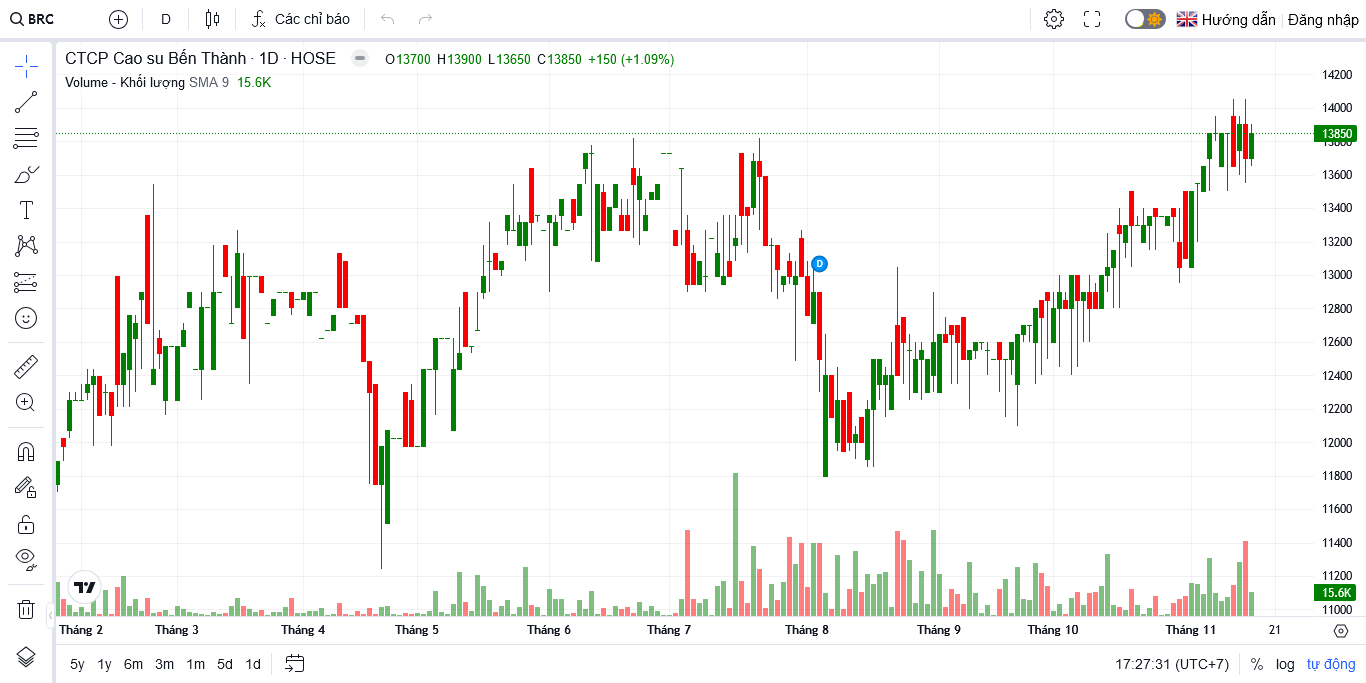 BRC D Các chỉ báo Hướng dẫn Đăng nhập
CTCP Cao su Bến Thành · 1D · HOSE O13700 H13900 L13650 C13850 +150 (+1.09%)
Volume - Khối lượng SMA 9 15.6K
14200
14000
13850
13800
13600
13400
13200
13000
D
12800
12600
12400
12200
12000
11800
11600
11400
11200
15.6K
11000
Tháng 2 Tháng 3 Tháng 4 Tháng 5 Tháng 6 Tháng 7 Tháng 8 Tháng 9 Tháng 10 Tháng 11 21
5y 1y 6m 3m 1m 5d 1d 17:27:31 (UTC+7) % log tự động